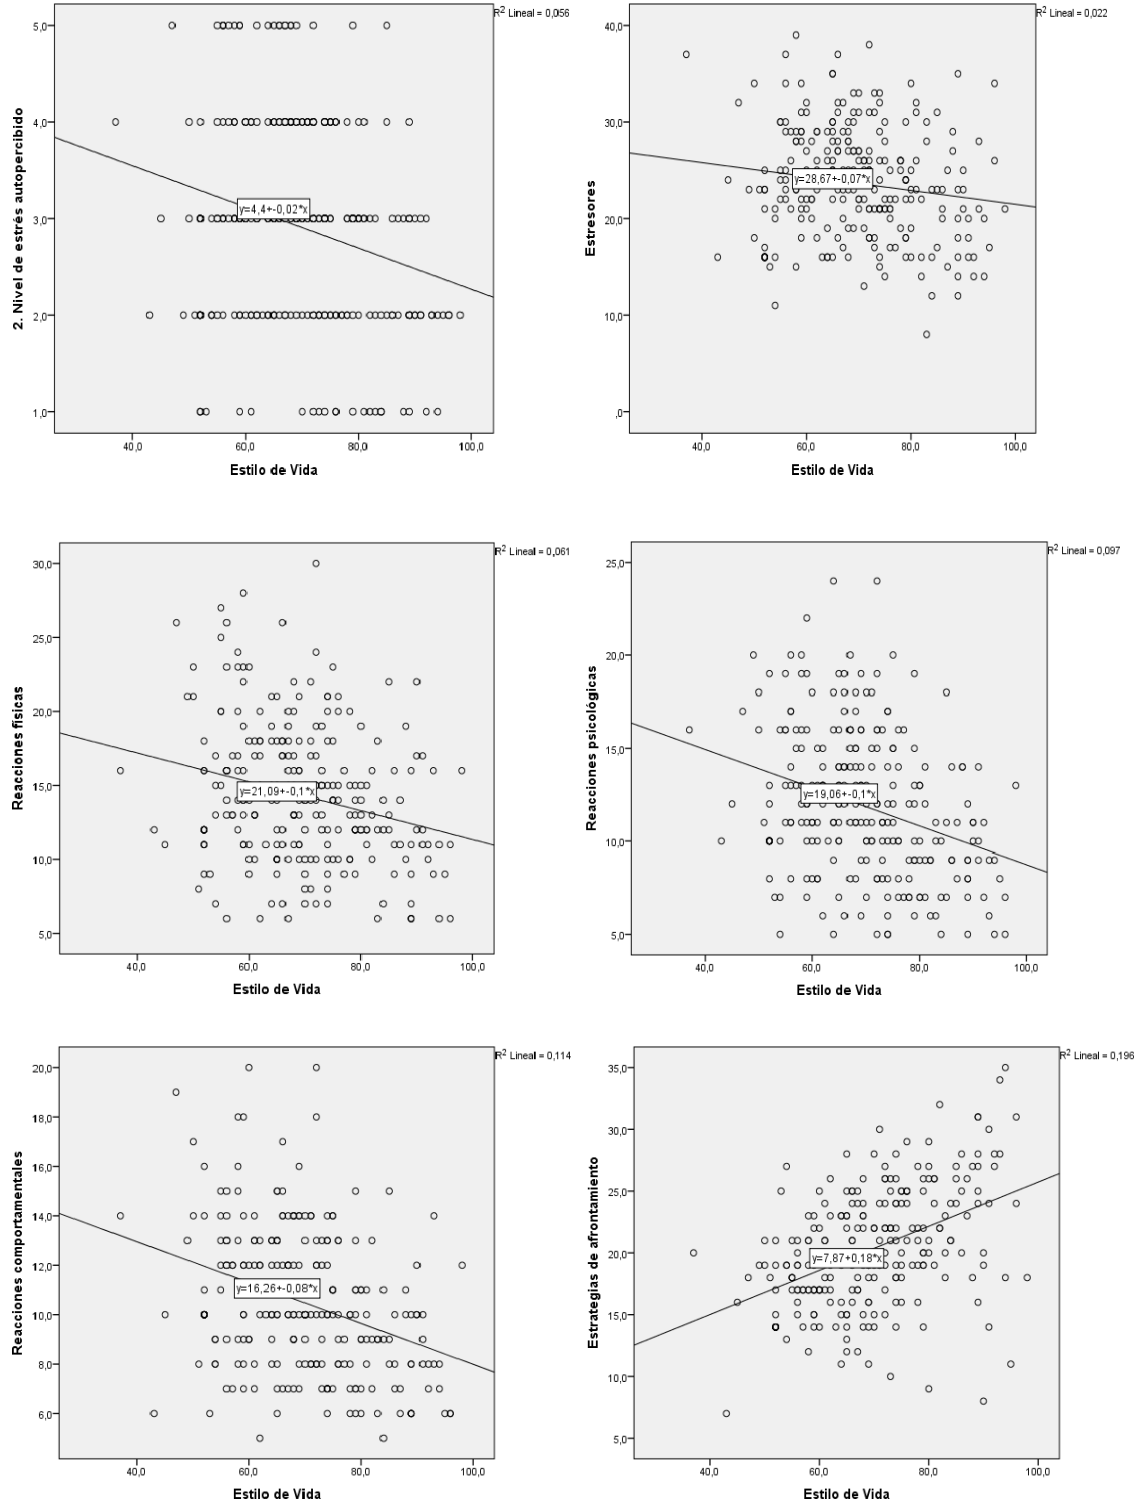 R² Lineal = 0,056
5,0
4,0
3,0
2,0
1,0
2. Nivel de estrés autopercibido
y=4,4+-0,02*x
40,0 60,0 80,0 100,0
Estilo de Vida
R² Lineal = 0,022
40,0
30,0
20,0
10,0
,0
Estresores
y=28,67+-0,07*x
40,0 60,0 80,0 100,0
Estilo de Vida
R² Lineal = 0,061
30,0
25,0
20,0
15,0
10,0
5,0
Reacciones físicas
y=21,09+-0,1*x
40,0 60,0 80,0 100,0
Estilo de Vida
R² Lineal = 0,097
25,0
20,0
15,0
10,0
5,0
Reacciones psicológicas
y=19,06+-0,1*x
40,0 60,0 80,0 100,0
Estilo de Vida
R² Lineal = 0,114
20,0
18,0
16,0
14,0
12,0
10,0
8,0
6,0
Reacciones comportamentales
y=16,26+-0,08*x
40,0 60,0 80,0 100,0
Estilo de Vida
R² Lineal = 0,196
35,0
30,0
25,0
20,0
15,0
10,0
5,0
Estrategias de afrontamiento
y=7,87+0,18*x
40,0 60,0 80,0 100,0
Estilo de Vida